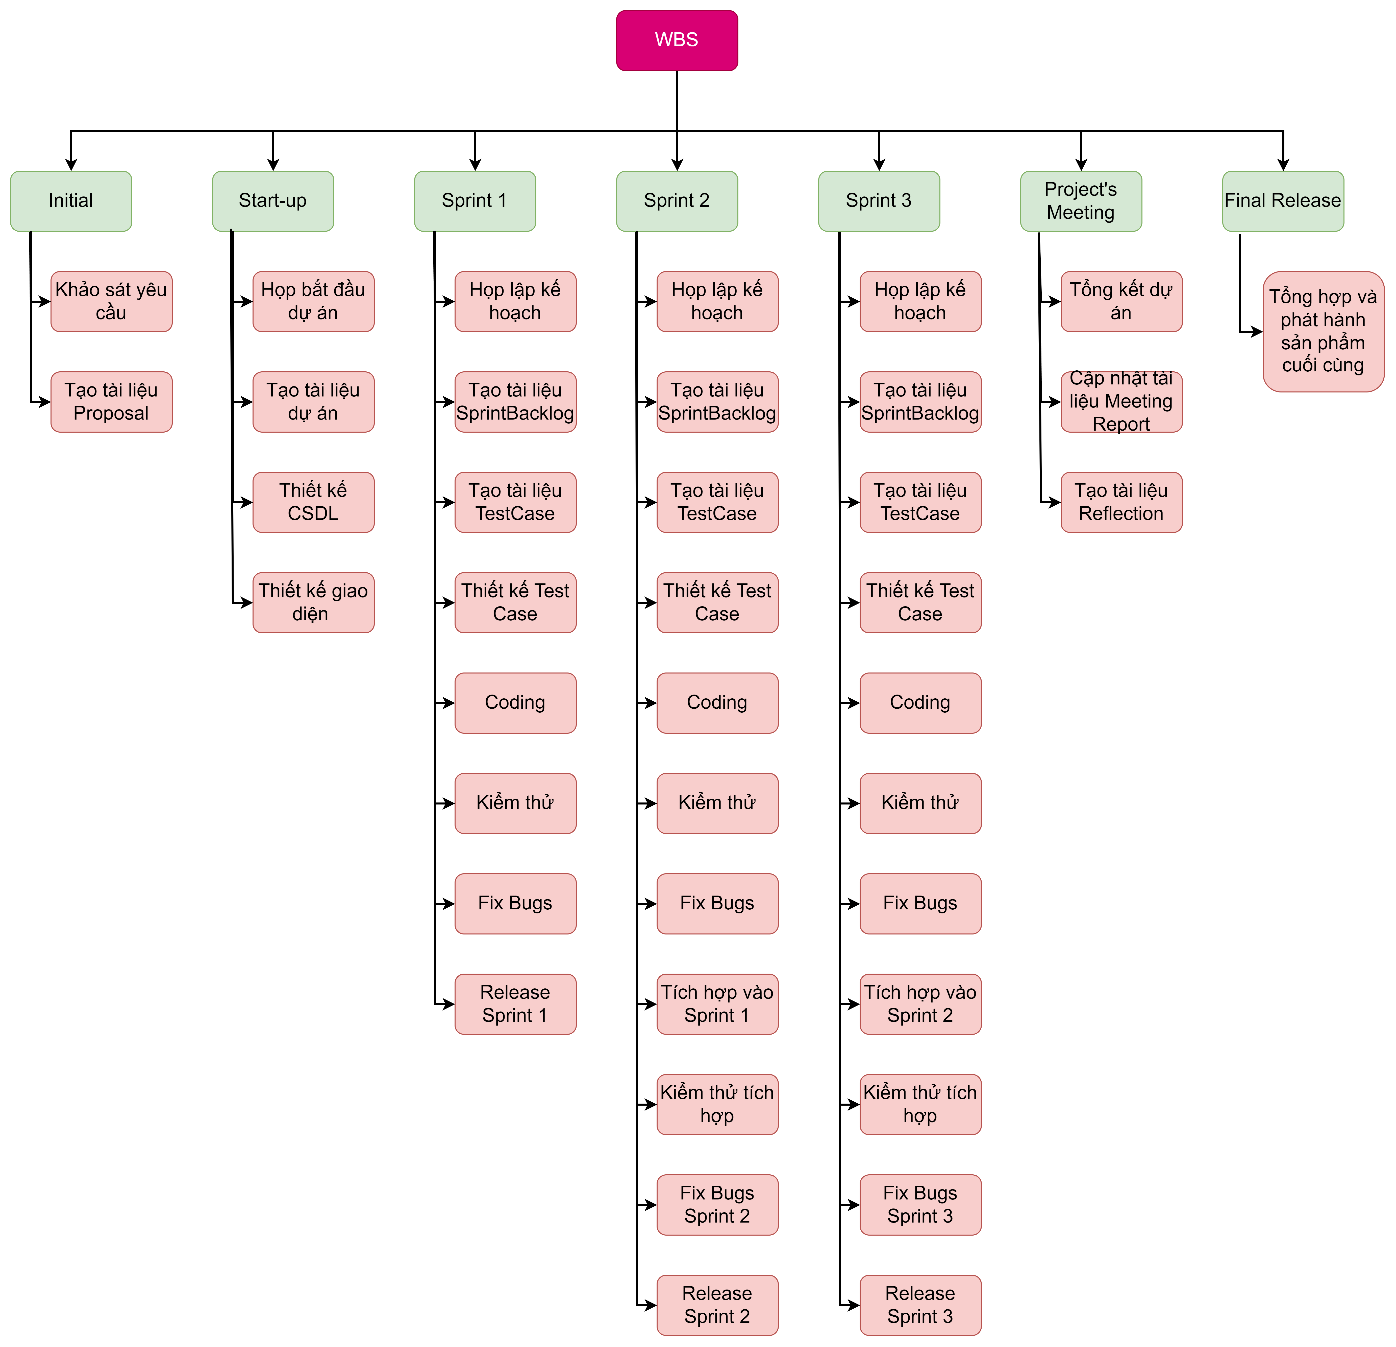 WBS
Initial
Khảo sát yêu
cầu
Tạo tài liệu
Proposal
Start-up
Họp bắt đầu
dự án
Tạo tài liệu
dự án
Thiết kế
CSDL
Thiết kế giao
diện
Sprint 1
Họp lập kế
hoạch
Tạo tài liệu
SprintBacklog
Tạo tài liệu
TestCase
Thiết kế Test
Case
Coding
Kiểm thử
Fix Bugs
Release
Sprint 1
Sprint 2
Họp lập kế
hoạch
Tạo tài liệu
SprintBacklog
Tạo tài liệu
TestCase
Thiết kế Test
Case
Coding
Kiểm thử
Fix Bugs
Tích hợp vào
Sprint 1
Kiểm thử tích
hợp
Fix Bugs
Sprint 2
Release
Sprint 2
Sprint 3
Họp lập kế
hoạch
Tạo tài liệu
SprintBacklog
Tạo tài liệu
TestCase
Thiết kế Test
Case
Coding
Kiểm thử
Fix Bugs
Tích hợp vào
Sprint 2
Kiểm thử tích
hợp
Fix Bugs
Sprint 3
Release
Sprint 3
Project's
Meeting
Tổng kết dự
án
Cập nhật tài
liệu Meeting
Report
Tạo tài liệu
Reflection
Final Release
Tổng hợp và
phát hành
sản phẩm
cuối cùng